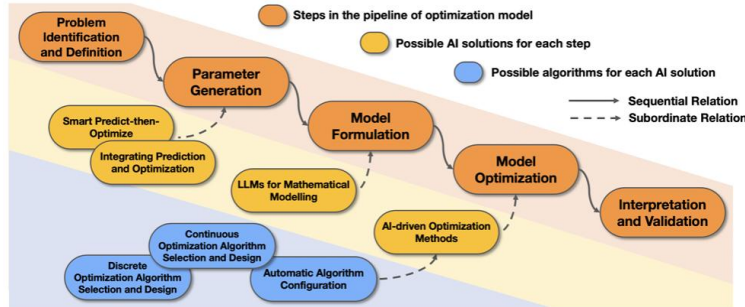 Problem
Identification
and Definition
Steps in the pipeline of optimization model
Possible AI solutions for each step
Possible algorithms for each AI solution
Sequential Relation
Subordinate Relation
Parameter
Generation
Smart Predict-then-
Optimize
Integrating Prediction
and Optimization
Model
Formulation
LLMs for Mathematical
Modelling
Model
Optimization
AI-driven Optimization
Methods
Interpretation
and Validation
Continuous
Optimization Algorithm
Selection and Design
Discrete
Optimization Algorithm
Selection and Design
Automatic Algorithm
Configuration